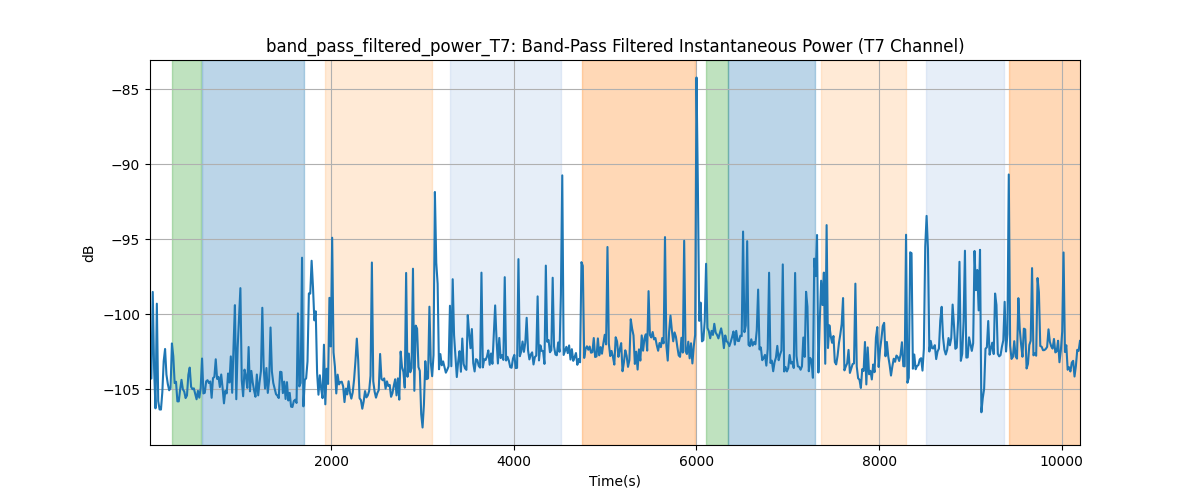 band_pass_filtered_power_T7: Band-Pass Filtered Instantaneous Power (T7 Channel)
−85
−90
−95
−100
−105
dB
2000 4000 6000 8000 10000
Time(s)